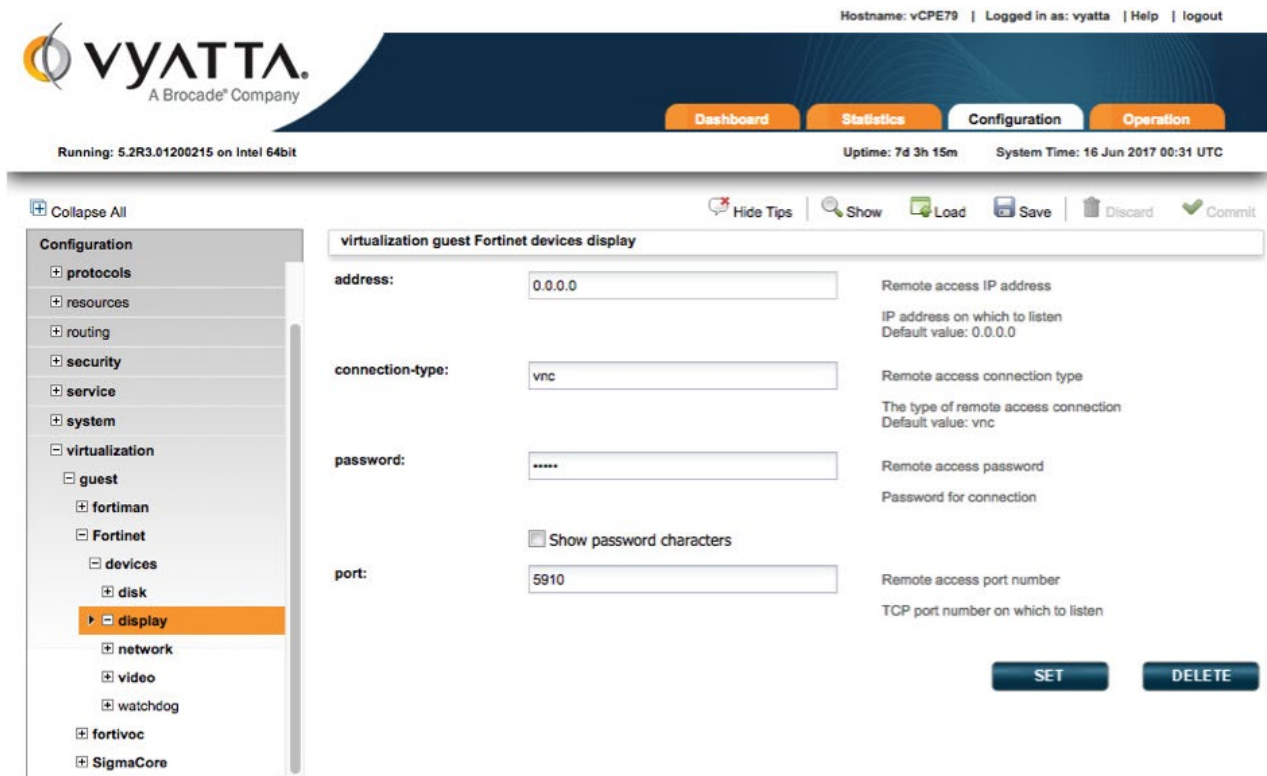 Hostname: vCPE79 | Logged in as: vyatta | Help | logout
VYATTA.
A Brocade® Company
Dashboard
Statistics
Configuration
Operation
Running: 5.2R3.01200215 on Intel 64bit
Uptime: 7d 3h 15m
System Time: 16 Jun 2017 00:31 UTC
Collapse All
Hide Tips
Show
Load
Save
Discard
Commit
Configuration
protocols
resources
routing
security
service
system
virtualization
guest
fortiman
Fortinet
devices
disk
display
network
video
watchdog
fortivoc
SigmaCore
virtualization guest Fortinet devices display
address:
0.0.0.0
Remote access IP address
IP address on which to listen
Default value: 0.0.0.0
connection-type:
vnc
Remote access connection type
The type of remote access connection
Default value: vnc
password:
•••••
Remote access password
Password for connection
Show password characters
port:
5910
Remote access port number
TCP port number on which to listen
SET
DELETE